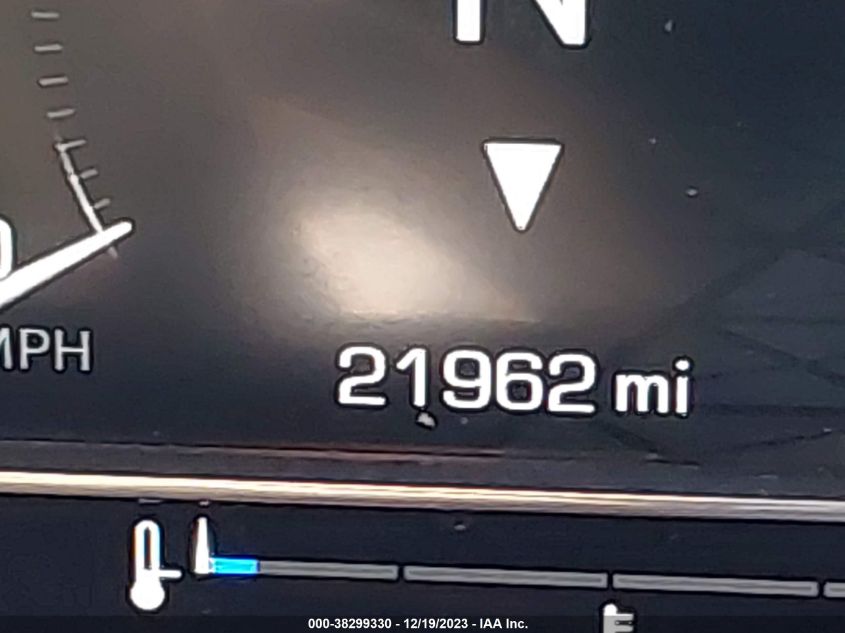 N
MPH
21962 mi
000-38299330 - 12/19/2023 - IAA Inc.